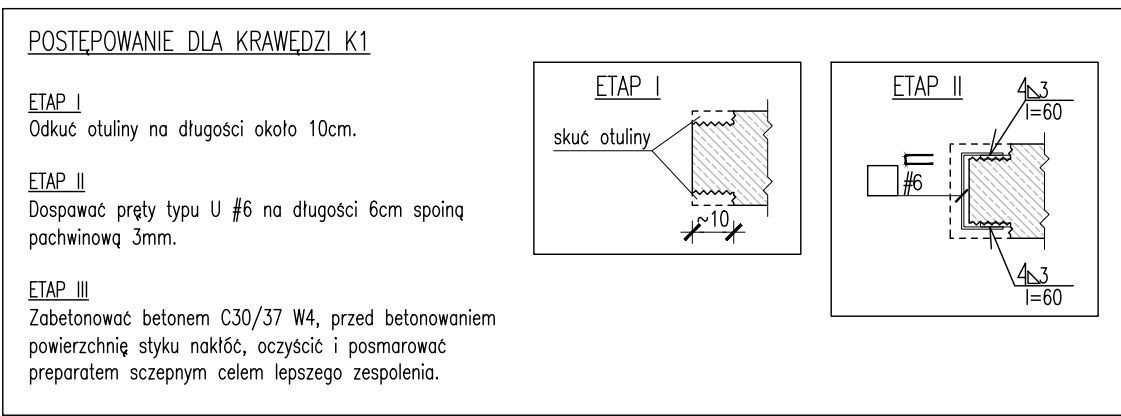 POSTĘPOWANIE DLA KRAWĘDZI K1
ETAP I
Odkuć otuliny na długości około 10cm.
ETAP II
Dospawać pręty typu U #6 na długości 6cm spoiną
pachwinową 3mm.
ETAP III
Zabetonować betonem C30/37 W4, przed betonowaniem
powierzchnię styku nakłóć, oczyścić i posmarować
preparatem sczepnym celem lepszego zespolenia.
ETAP I
skuć otuliny
~10
ETAP II
4 3
l=60
#6
4 3
l=60